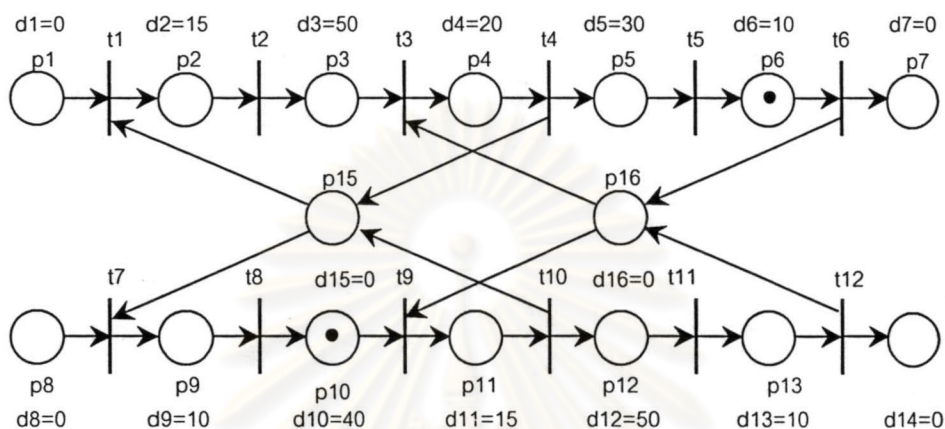 d1=0 d2=15 d3=50 d4=20 d5=30 d6=10 d7=0
t1 t2 t3 t4 t5 t6
p1 p2 p3 p4 p5 p6 p7
p15 p16
t7 t8 d15=0 t9 t10 d16=0 t11 t12
p8 p9 p10 p11 p12 p13
d8=0 d9=10 d10=40 d11=15 d12=50 d13=10 d14=0